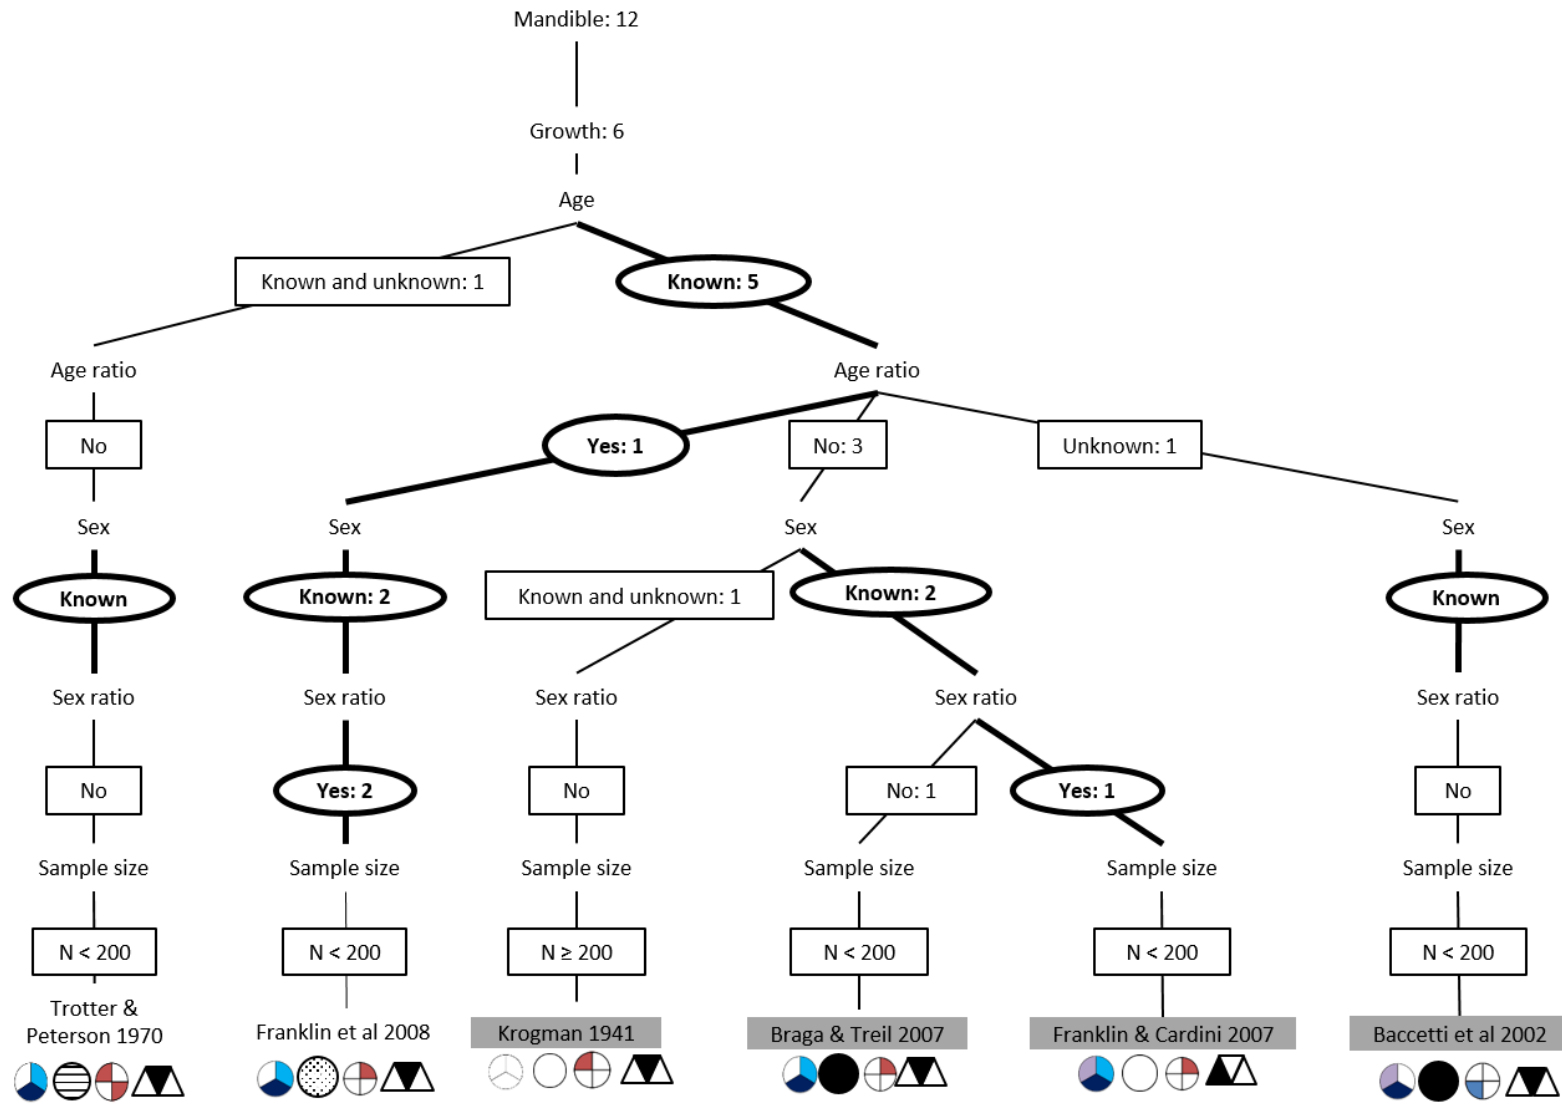 Mandible: 12
Growth: 6
Age
Known and unknown: 1
Known: 5
Age ratio
Age ratio
No
Yes: 1
No: 3
Unknown: 1
Sex
Sex
Sex
Sex
Known
Known: 2
Known and unknown: 1
Known: 2
Known
Sex ratio
Sex ratio
Sex ratio
Sex ratio
Sex ratio
No
Yes: 2
No
No: 1
Yes: 1
No
Sample size
Sample size
Sample size
Sample size
Sample size
Sample size
N < 200
N < 200
N ≥ 200
N < 200
N < 200
N < 200
Trotter &
Peterson 1970
Franklin et al 2008
Krogman 1941
Braga & Treil 2007
Franklin & Cardini 2007
Baccetti et al 2002